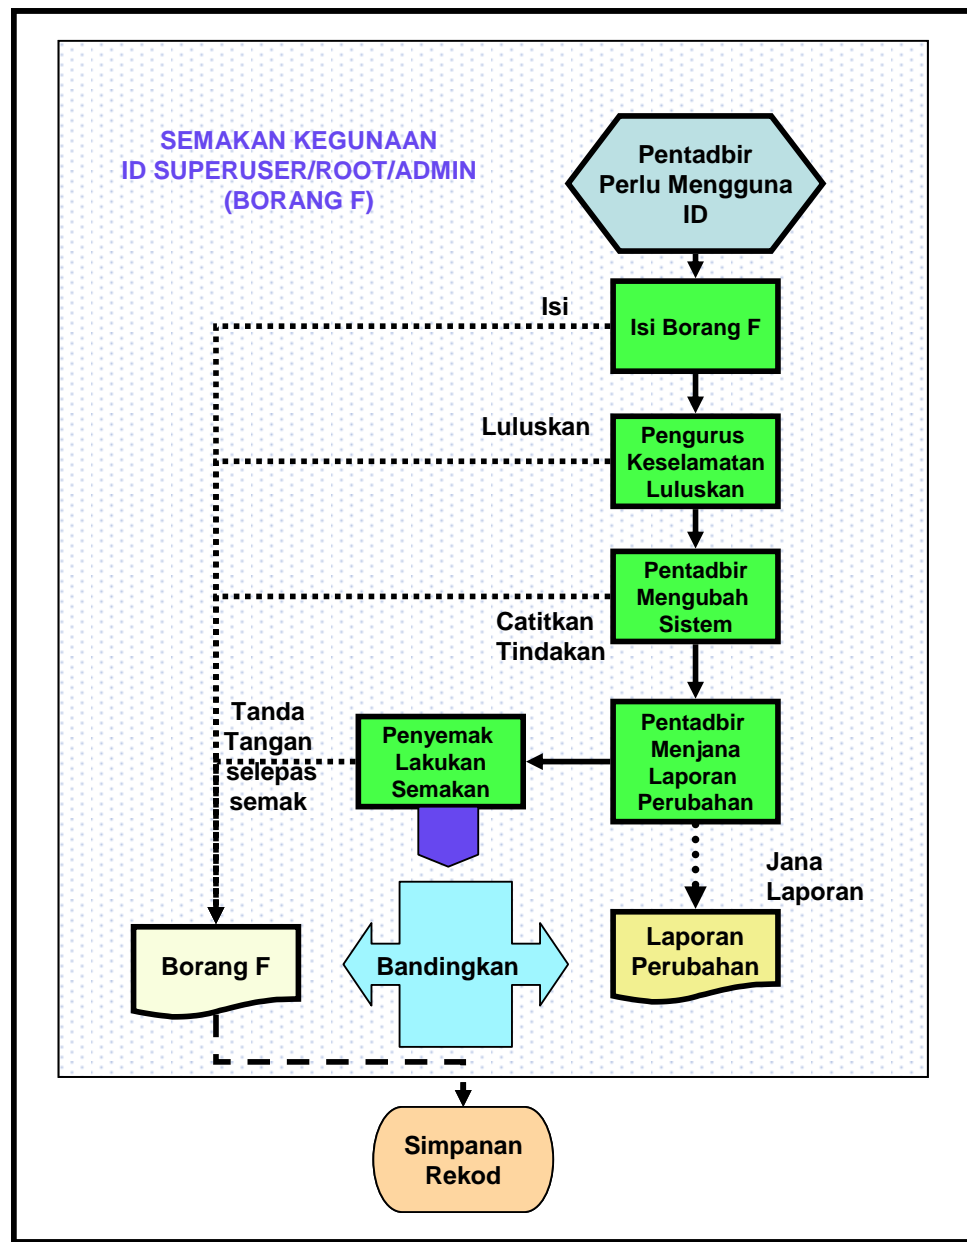 SEMAKAN KEGUNAAN
ID SUPERUSER/ROOT/ADMIN
(BORANG F)
Pentadbir
Perlu Mengguna
ID
Isi
Isi Borang F
Luluskan
Pengurus
Keselamatan
Luluskan
Pentadbir
Mengubah
Sistem
Catitkan
Tindakan
Tanda
Tangan
selepas
semak
Penyemak
Lakukan
Semakan
Pentadbir
Menjana
Laporan
Perubahan
Jana
Laporan
Borang F
Bandingkan
Laporan
Perubahan
Simpanan
Rekod